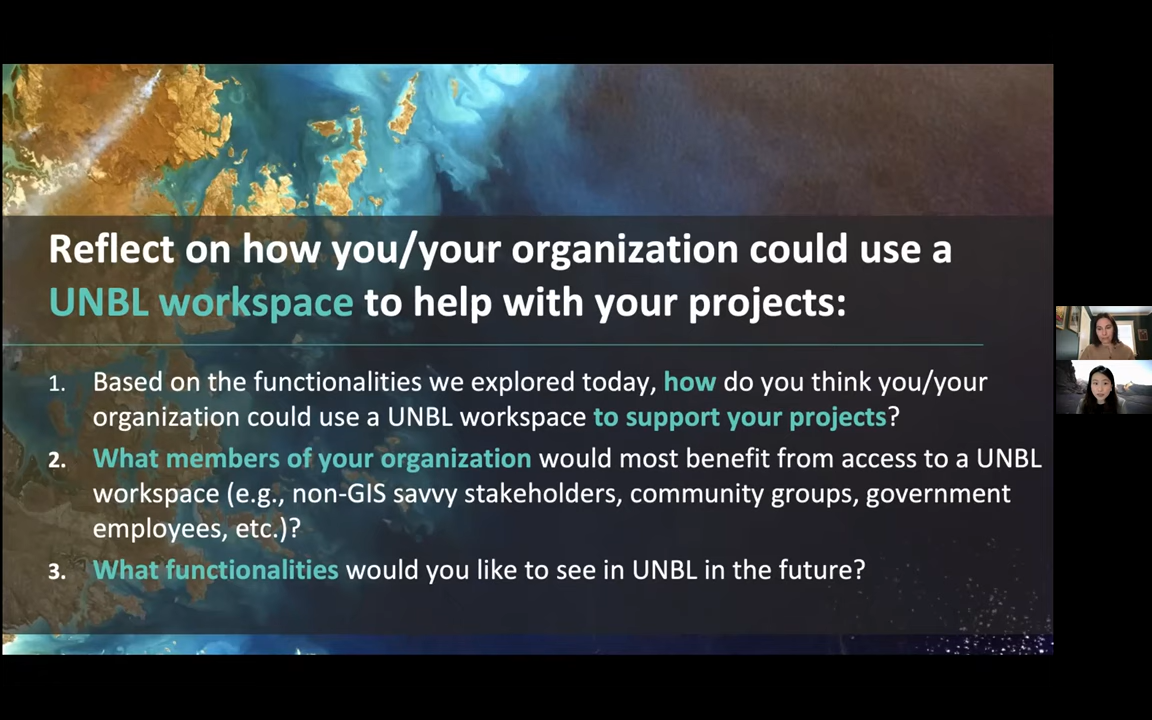 Reflect on how you/your organization could use a
UNBL workspace to help with your projects:
1. Based on the functionalities we explored today, how do you think you/your
organization could use a UNBL workspace to support your projects?
2. What members of your organization would most benefit from access to a UNBL
workspace (e.g., non-GIS savvy stakeholders, community groups, government
employees, etc.)?
3. What functionalities would you like to see in UNBL in the future?